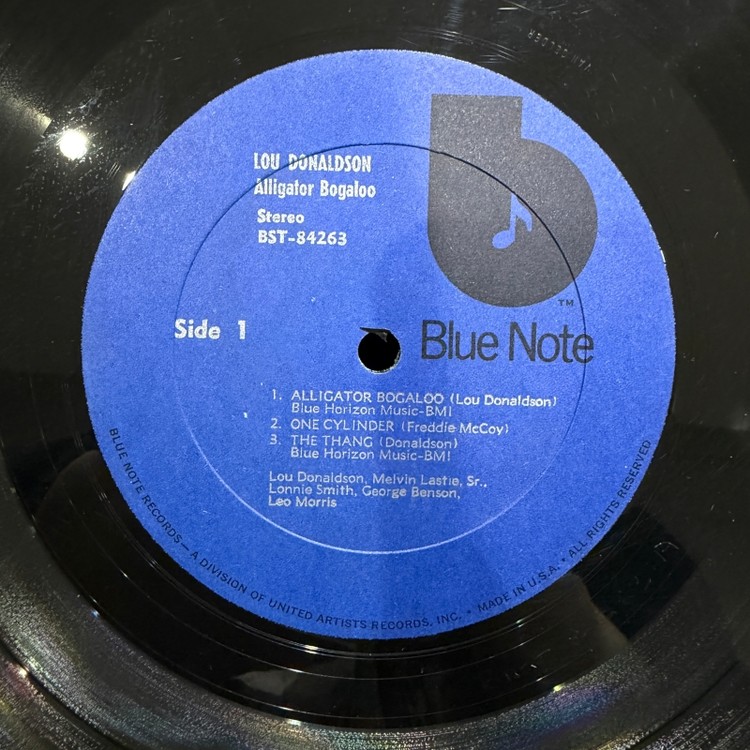 LOU DONALDSON
Alligator Bogaloo
Stereo
BST-84263
Side 1
TM
Blue Note
1. ALLIGATOR BOGALOO (Lou Donaldson)
Blue Horizon Music-BMI
2. ONE CYLINDER (Freddie McCoy)
3. THE THANG (Donaldson)
Blue Horizon Music-BMI
Lou Donaldson, Melvin Lastie, Sr.,
Lonnie Smith, George Benson,
Leo Morris
BLUE NOTE RECORDS — A DIVISION OF UNITED ARTISTS RECORDS, INC. • MADE IN U.S.A. • ALL RIGHTS RESERVED